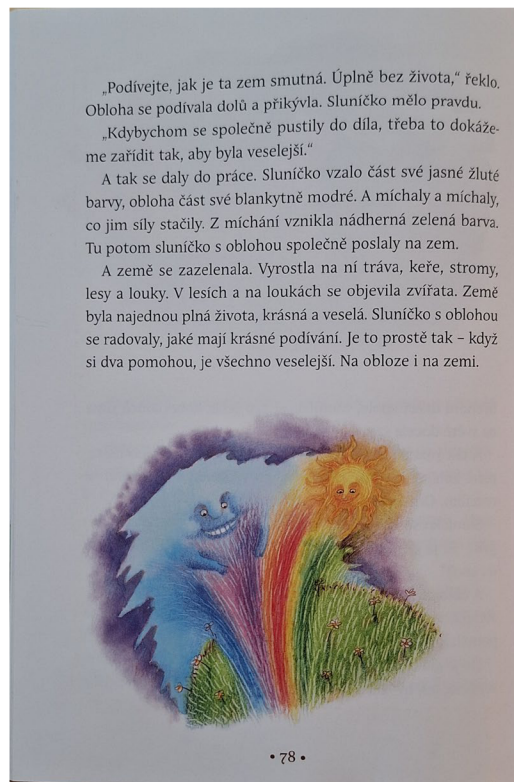 „Podívejte, jak je ta zem smutná. Úplně bez života,“ řeklo.
Obloha se podívala dolů a přikývla. Sluníčko mělo pravdu.
„Kdybychom se společně pustily do díla, třeba to dokáže-
me zařídit tak, aby byla veselejší.“
A tak se daly do práce. Sluníčko vzalo část své jasné žluté
barvy, obloha část své blankytně modré. A míchaly a míchaly,
co jim síly stačily. Z míchání vznikla nádherná zelená barva.
Tu potom sluníčko s oblohou společně poslaly na zem.
A země se zazelenala. Vyrostla na ní tráva, keře, stromy,
lesy a louky. V lesích a na loukách se objevila zvířata. Země
byla najednou plná života, krásná a veselá. Sluníčko s oblohou
se radovaly, jaké mají krásné podívání. Je to prostě tak – když
si dva pomohou, je všechno veselejší. Na obloze i na zemi.
• 78 •